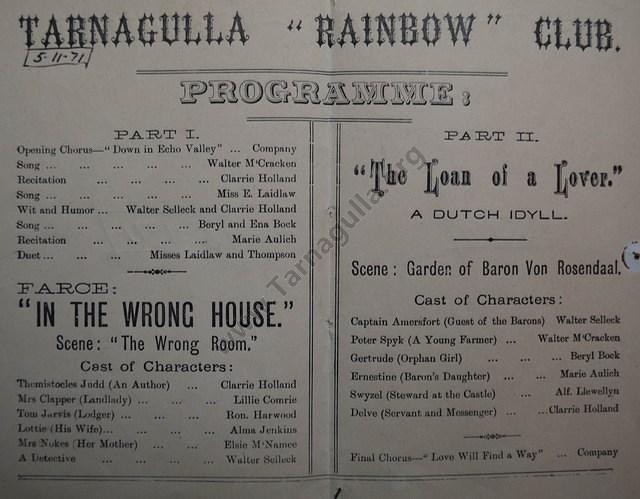 TARNAGULLA "RAINBOW" CLUB.
5-11-71
PROGRAMME:
PART I.
Opening Chorus—"Down in Echo Valley" ... Company
Song ... ... ... ... ... Walter M'Cracken
Recitation ... ... ... ... Clarrie Holland
Song ... ... ... ... ... Miss E. Laidlaw
Wit and Humor ... Walter Selleck and Clarrie Holland
Song ... ... ... ... ... Beryl and Ena Bock
Recitation ... ... ... ... Marie Aulich
Duet ... ... ... Misses Laidlaw and Thompson
FARCE:
"IN THE WRONG HOUSE."
Scene: "The Wrong Room."
Cast of Characters:
Themistocles Judd (An Author) ... Clarrie Holland
Mrs Clapper (Landlady) ... ... Lillie Comrie
Tom Jarvis (Lodger) ... ... Ron. Harwood
Lottie (His Wife)... ... ... Alma Jenkins
Mrs Nokes (Her Mother) ... ... Elsie M'Namee
A Detective ... ... ... Walter Selleck
PART II.
"The Loan of a Lover."
A DUTCH IDYLL.
Scene: Garden of Baron Von Rosendaal.
Cast of Characters:
Captain Amersfort (Guest of the Barons) Walter Selleck
Peter Spyk (A Young Farmer) ... Walter M'Cracken
Gertrude (Orphan Girl) ... ... Beryl Bock
Ernestine (Baron's Daughter) ... Marie Aulich
Swyzel (Steward at the Castle) ... Alf. Llewellyn
Delve (Servant and Messenger) ... ...Clarrie Holland
Final Chorus—"Love Will Find a Way" ... Company
www.Tarnagulla.org